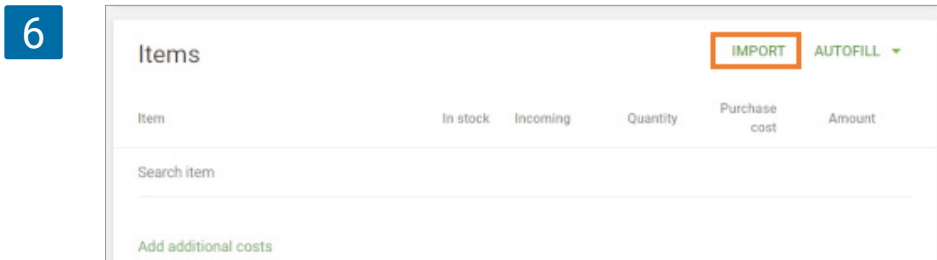 6
Items IMPORT AUTOFILL
Item In stock Incoming Quantity Purchase cost Amount
Search item
Add additional costs